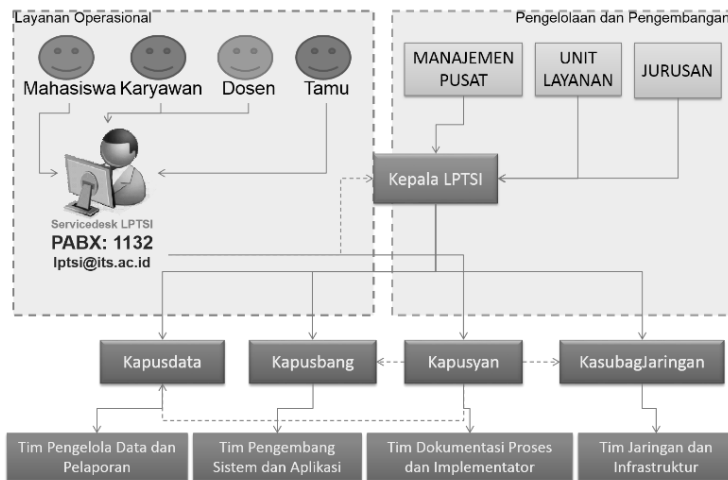 Layanan Operasional
Pengelolaan dan Pengembangan
Mahasiswa Karyawan Dosen Tamu
MANAJEMEN
PUSAT
UNIT
LAYANAN
JURUSAN
Kepala LPTSI
Servicedesk LPTSI
PABX: 1132
lptsi@its.ac.id
Kapusdata
Kapusbang
Kapusyan
KasubagJaringan
Tim Pengelola Data dan
Pelaporan
Tim Pengembang
Sistem dan Aplikasi
Tim Dokumentasi Proses
dan Implementator
Tim Jaringan dan
Infrastruktur